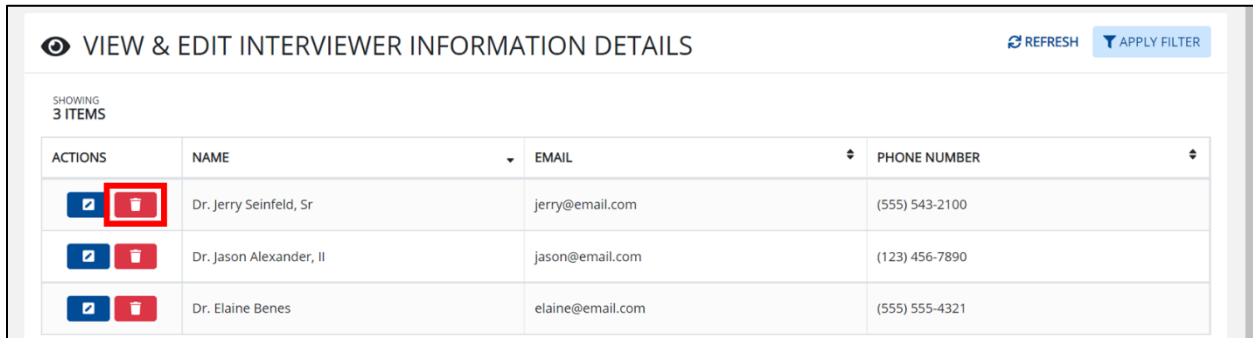 VIEW & EDIT INTERVIEWER INFORMATION DETAILS
REFRESH
APPLY FILTER
SHOWING
3 ITEMS
ACTIONS NAME EMAIL PHONE NUMBER
Dr. Jerry Seinfeld, Sr jerry@email.com (555) 543-2100
Dr. Jason Alexander, II jason@email.com (123) 456-7890
Dr. Elaine Benes elaine@email.com (555) 555-4321